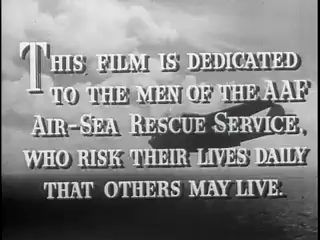 THIS FILM IS DEDICATED
TO THE MEN OF THE AAF
AIR-SEA RESCUE SERVICE,
WHO RISK THEIR LIVES DAILY
THAT OTHERS MAY LIVE.